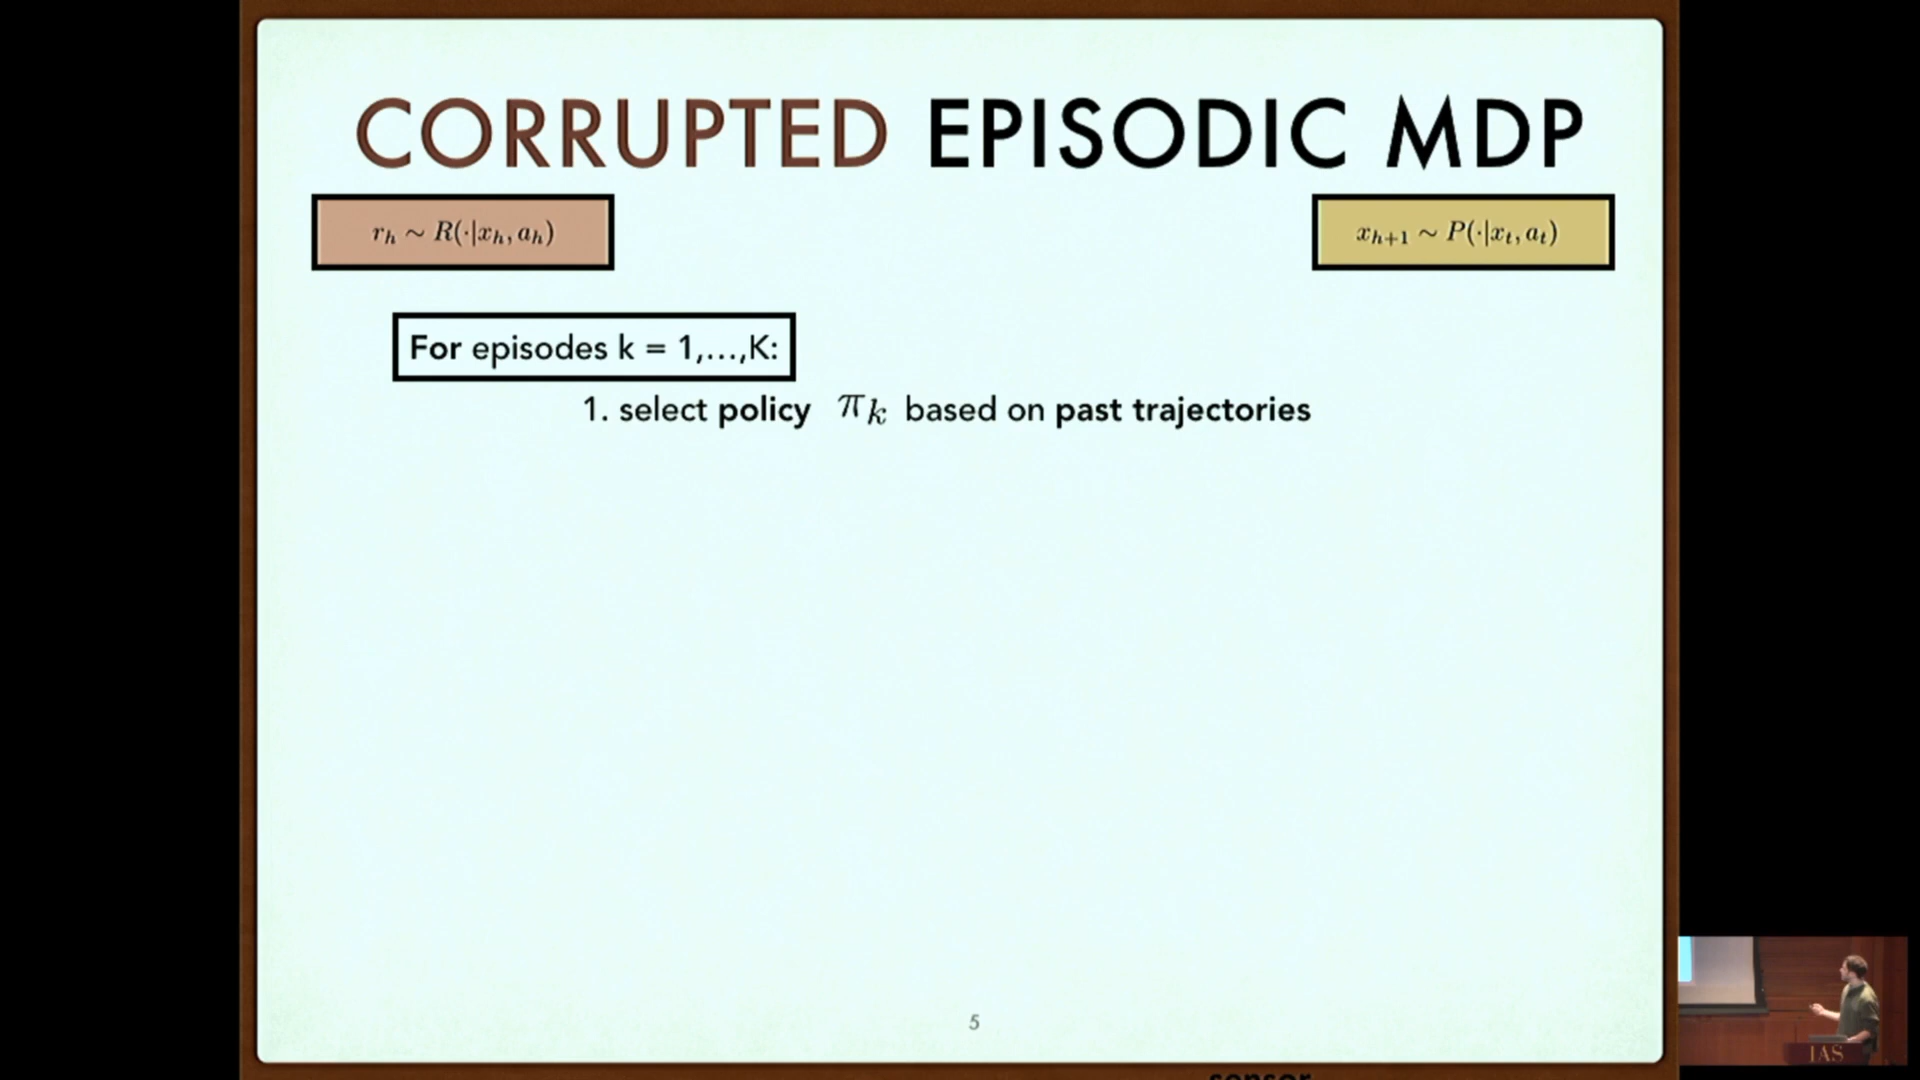 CORRUPTED EPISODIC MDP
r_h ∼ R(·|x_h, a_h)
x_{h+1} ∼ P(·|x_t, a_t)
For episodes k = 1,...,K:
1. select policy π_k based on past trajectories
5
sensor
IAS